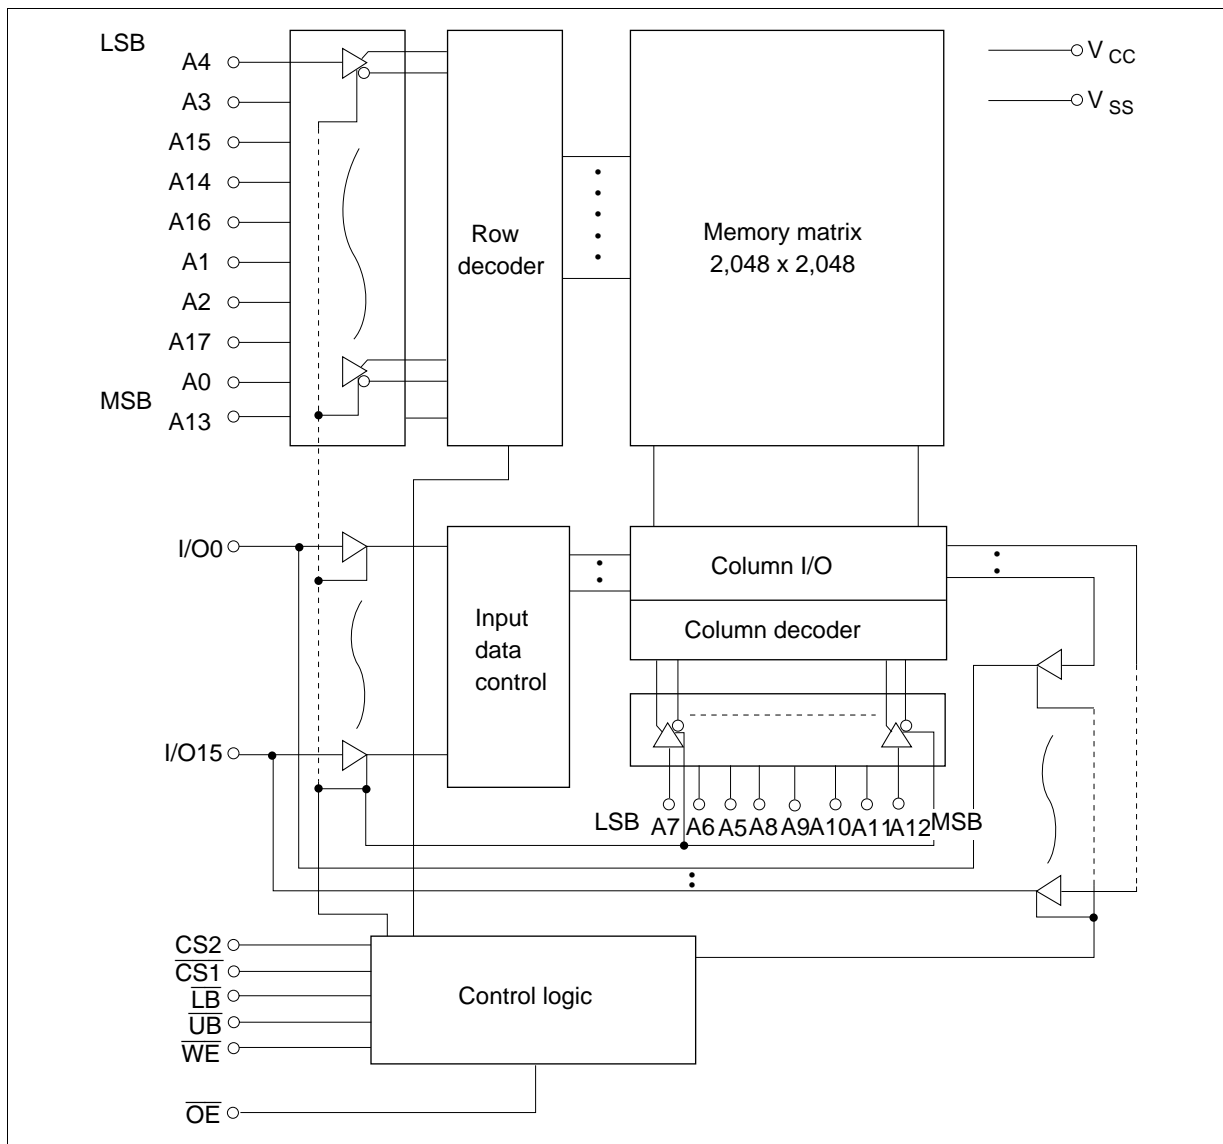 LSB
A4
A3
A15
A14
A16
A1
A2
A17
A0
MSB
A13
Row
decoder
Memory matrix
2,048 x 2,048
V CC
V SS
I/O0
I/O15
Input
data
control
Column I/O
Column decoder
LSB A7 A6 A5 A8 A9 A10 A11 A12 MSB
CS2
CS1
LB
UB
WE
OE
Control logic